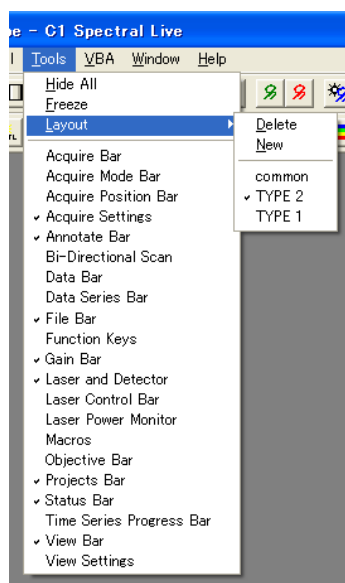 e - C1 Spectral Live
Tools VBA Window Help
Hide All
Freeze
Layout
Delete
New
common
TYPE 2
TYPE 1
Acquire Bar
Acquire Mode Bar
Acquire Position Bar
Acquire Settings
Annotate Bar
Bi-Directional Scan
Data Bar
Data Series Bar
File Bar
Function Keys
Gain Bar
Laser and Detector
Laser Control Bar
Laser Power Monitor
Macros
Objective Bar
Projects Bar
Status Bar
Time Series Progress Bar
View Bar
View Settings